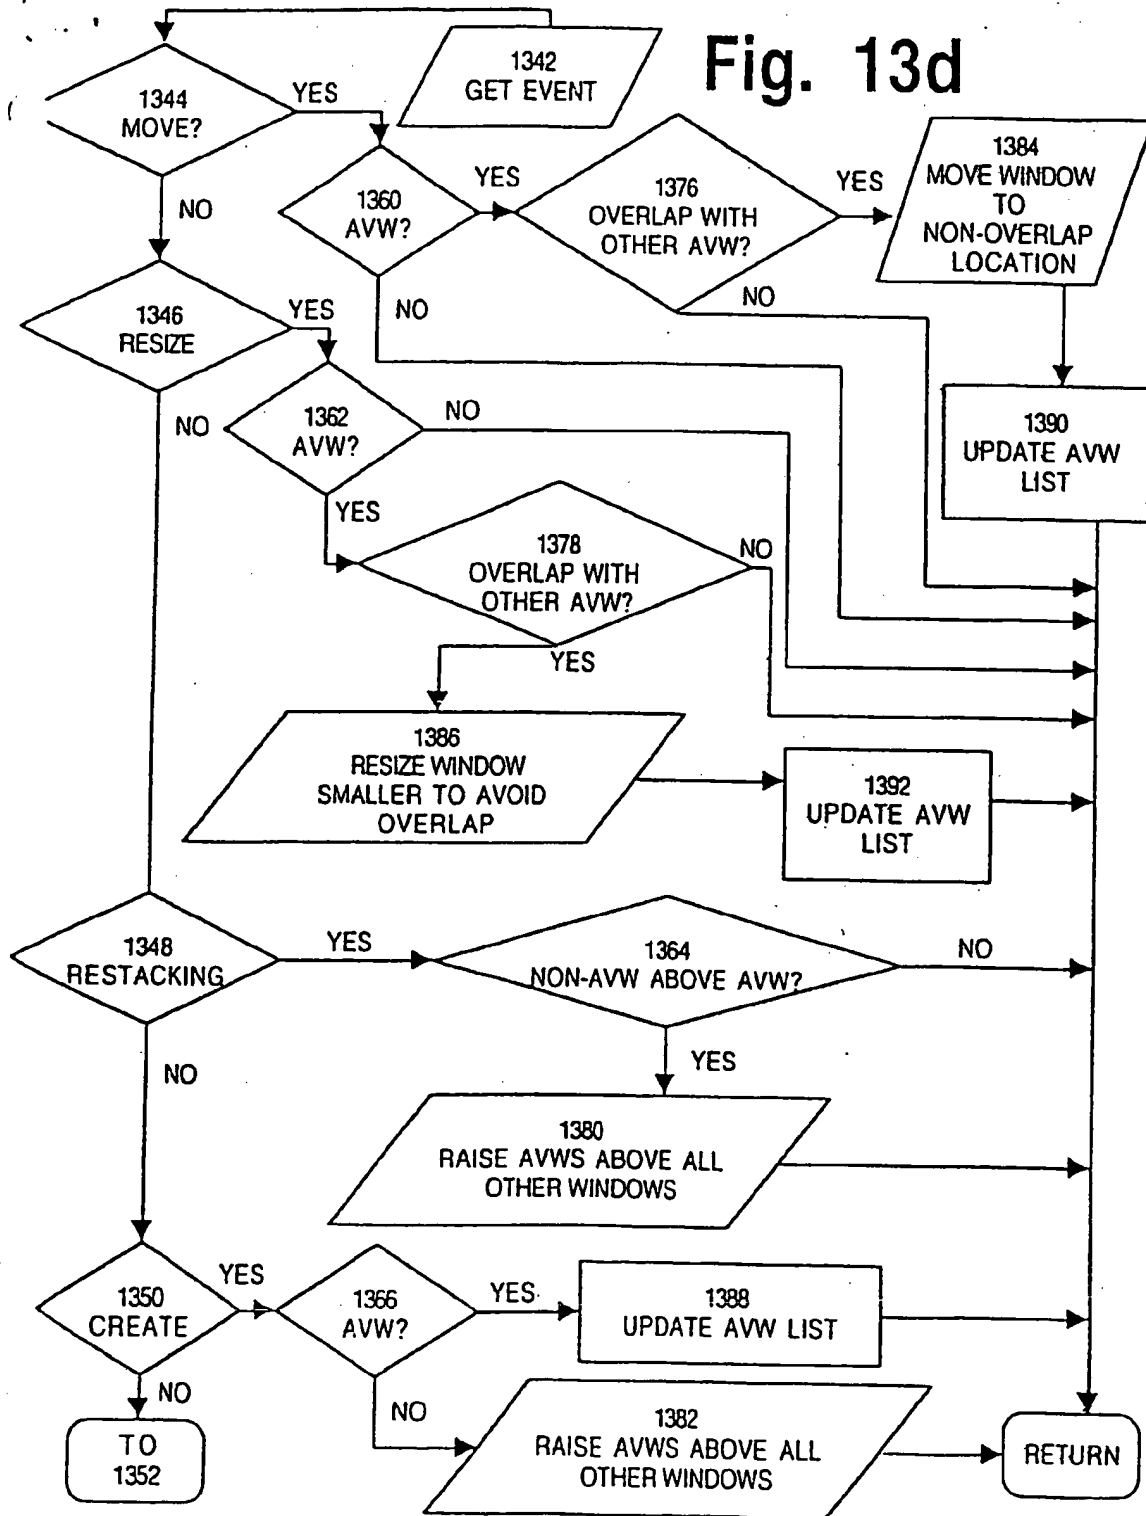 Fig. 13d
1342
GET EVENT
1344
MOVE?
YES
NO
1360
AVW?
YES
NO
1376
OVERLAP WITH
OTHER AVW?
YES
NO
1384
MOVE WINDOW
TO
NON-OVERLAP
LOCATION
1346
RESIZE
YES
NO
1362
AVW?
NO
YES
1390
UPDATE AVW
LIST
1378
OVERLAP WITH
OTHER AVW?
NO
YES
1386
RESIZE WINDOW
SMALLER TO AVOID
OVERLAP
1392
UPDATE AVW
LIST
1348
RESTACKING
YES
NO
1364
NON-AVW ABOVE AVW?
NO
YES
1380
RAISE AVWS ABOVE ALL
OTHER WINDOWS
1350
CREATE
YES
NO
1366
AVW?
YES
NO
1388
UPDATE AVW LIST
TO
1352
1382
RAISE AVWS ABOVE ALL
OTHER WINDOWS
RETURN